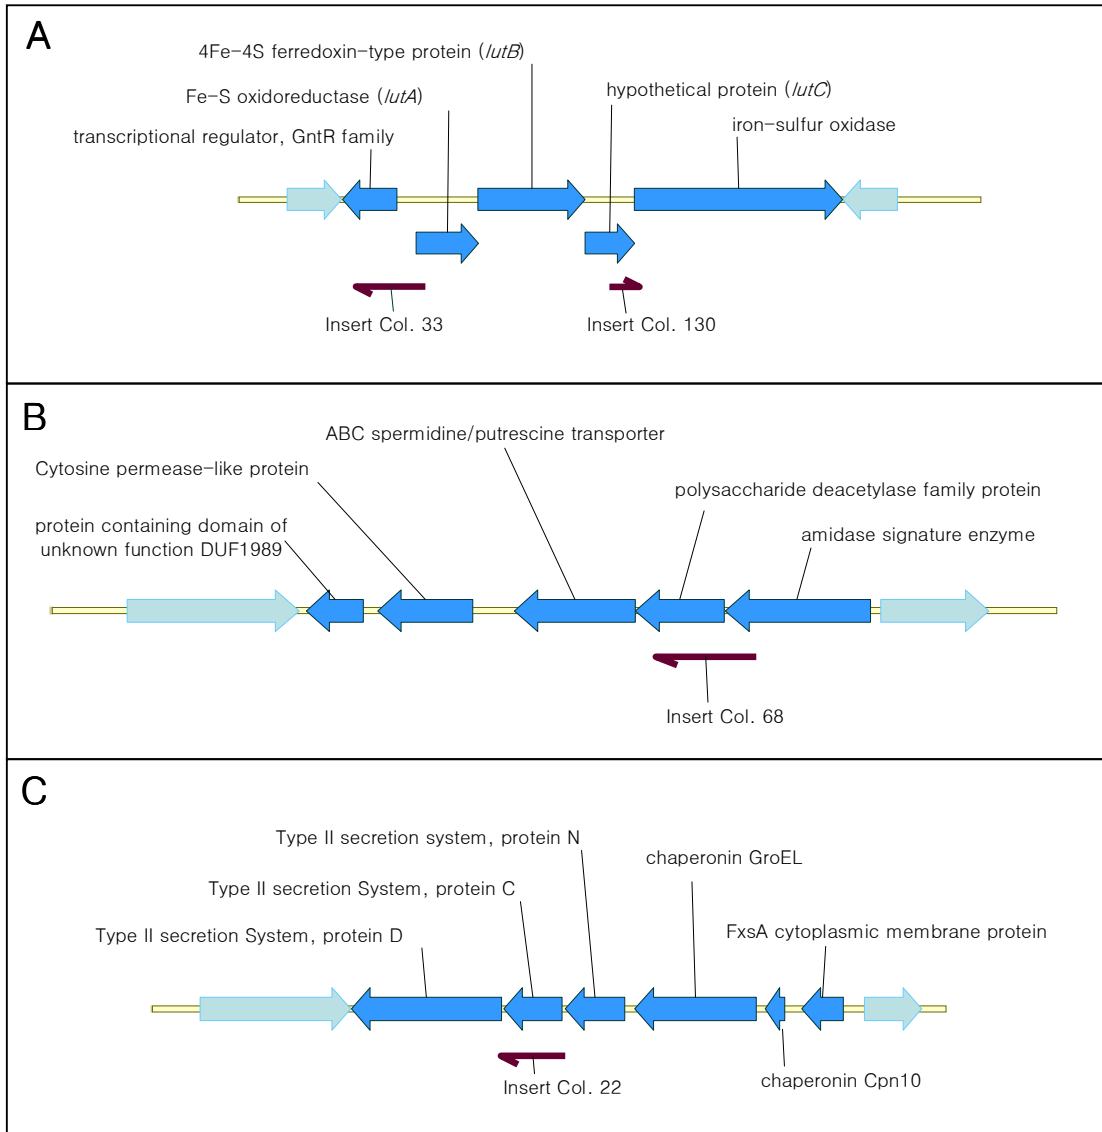 A
4Fe-4S ferredoxin-type protein (lutB)
Fe-S oxidoreductase (lutA)
hypothetical protein (lutC)
transcriptional regulator, GntR family
iron-sulfur oxidase
Insert Col. 33
Insert Col. 130
B
ABC spermidine/putrescine transporter
Cytosine permease-like protein
polysaccharide deacetylase family protein
protein containing domain of
unknown function DUF1989
amidase signature enzyme
Insert Col. 68
C
Type II secretion system, protein N
chaperonin GroEL
Type II secretion System, protein C
Type II secretion System, protein D
FxsA cytoplasmic membrane protein
Insert Col. 22
chaperonin Cpn10